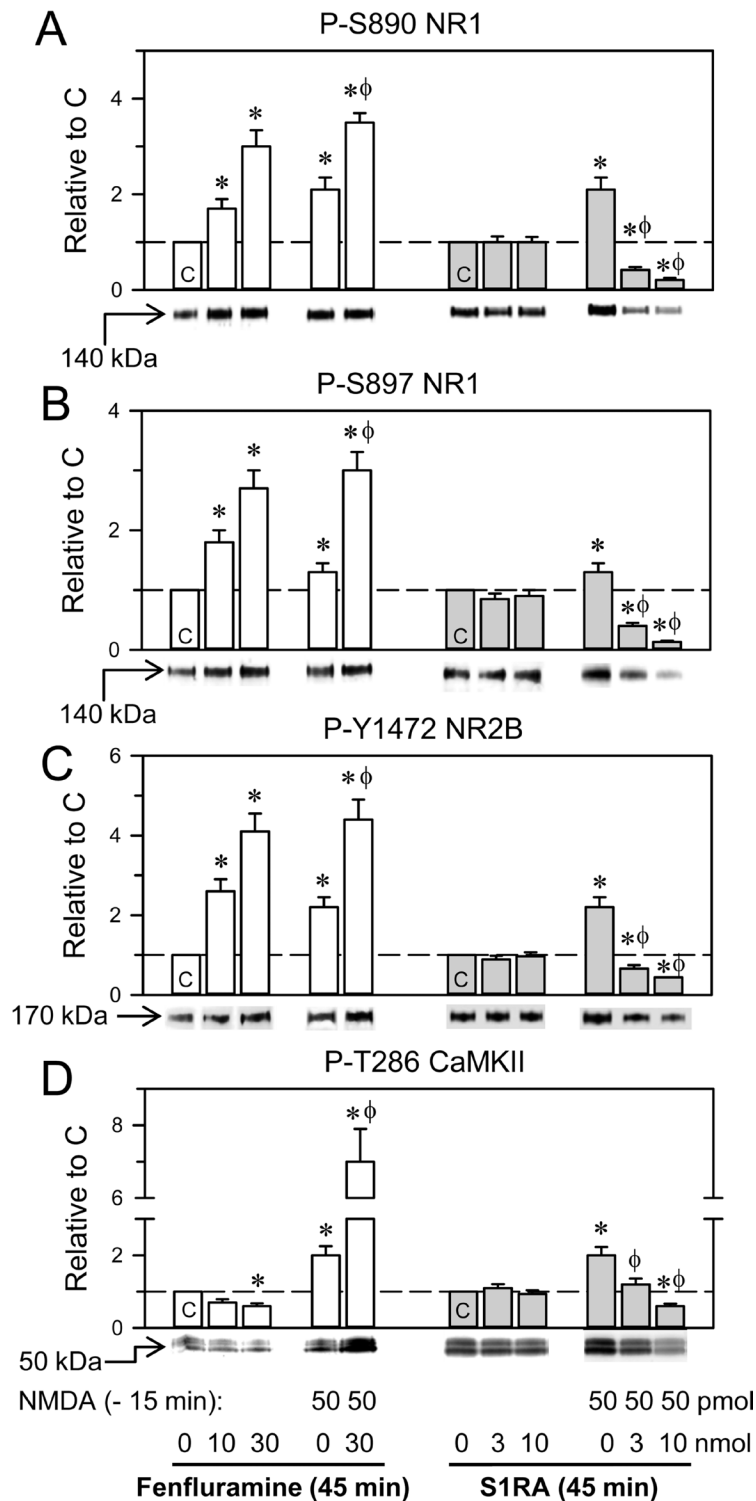 A
P-S890 NR1
Relative to C
4
2
0
* * * *ϕ * *ϕ *ϕ
C C
140 kDa
B
P-S897 NR1
Relative to C
4
2
0
* * * *ϕ * *ϕ *ϕ
C C
140 kDa
C
P-Y1472 NR2B
Relative to C
6
4
2
0
* * * *ϕ * *ϕ *ϕ
C C
170 kDa
D
P-T286 CaMKII
Relative to C
8
6
2
0
* * *ϕ * ϕ *ϕ
C C
50 kDa
NMDA (- 15 min): 50 50 50 50 50 pmol
0 10 30 0 30 0 3 10 0 3 10 nmol
Fenfluramine (45 min) S1RA (45 min)